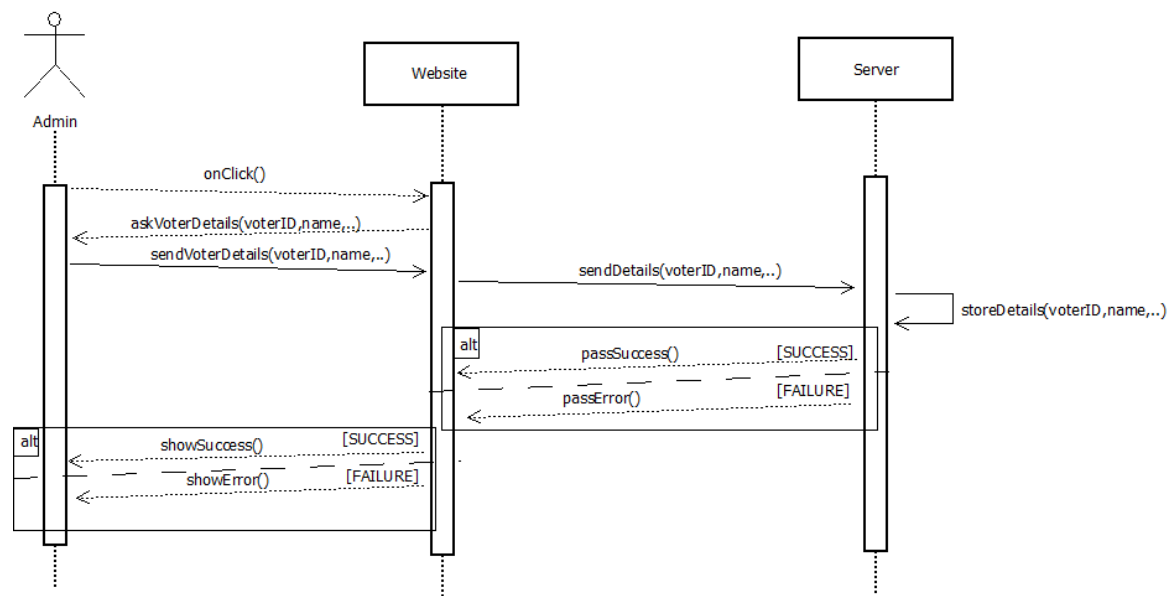 Website
Server
Admin
onClick()
askVoterDetails(voterID,name,..)
sendVoterDetails(voterID,name,..)
sendDetails(voterID,name,..)
storeDetails(voterID,name,..)
alt
passSuccess()
[SUCCESS]
passError()
[FAILURE]
alt
showSuccess()
[SUCCESS]
showError()
[FAILURE]